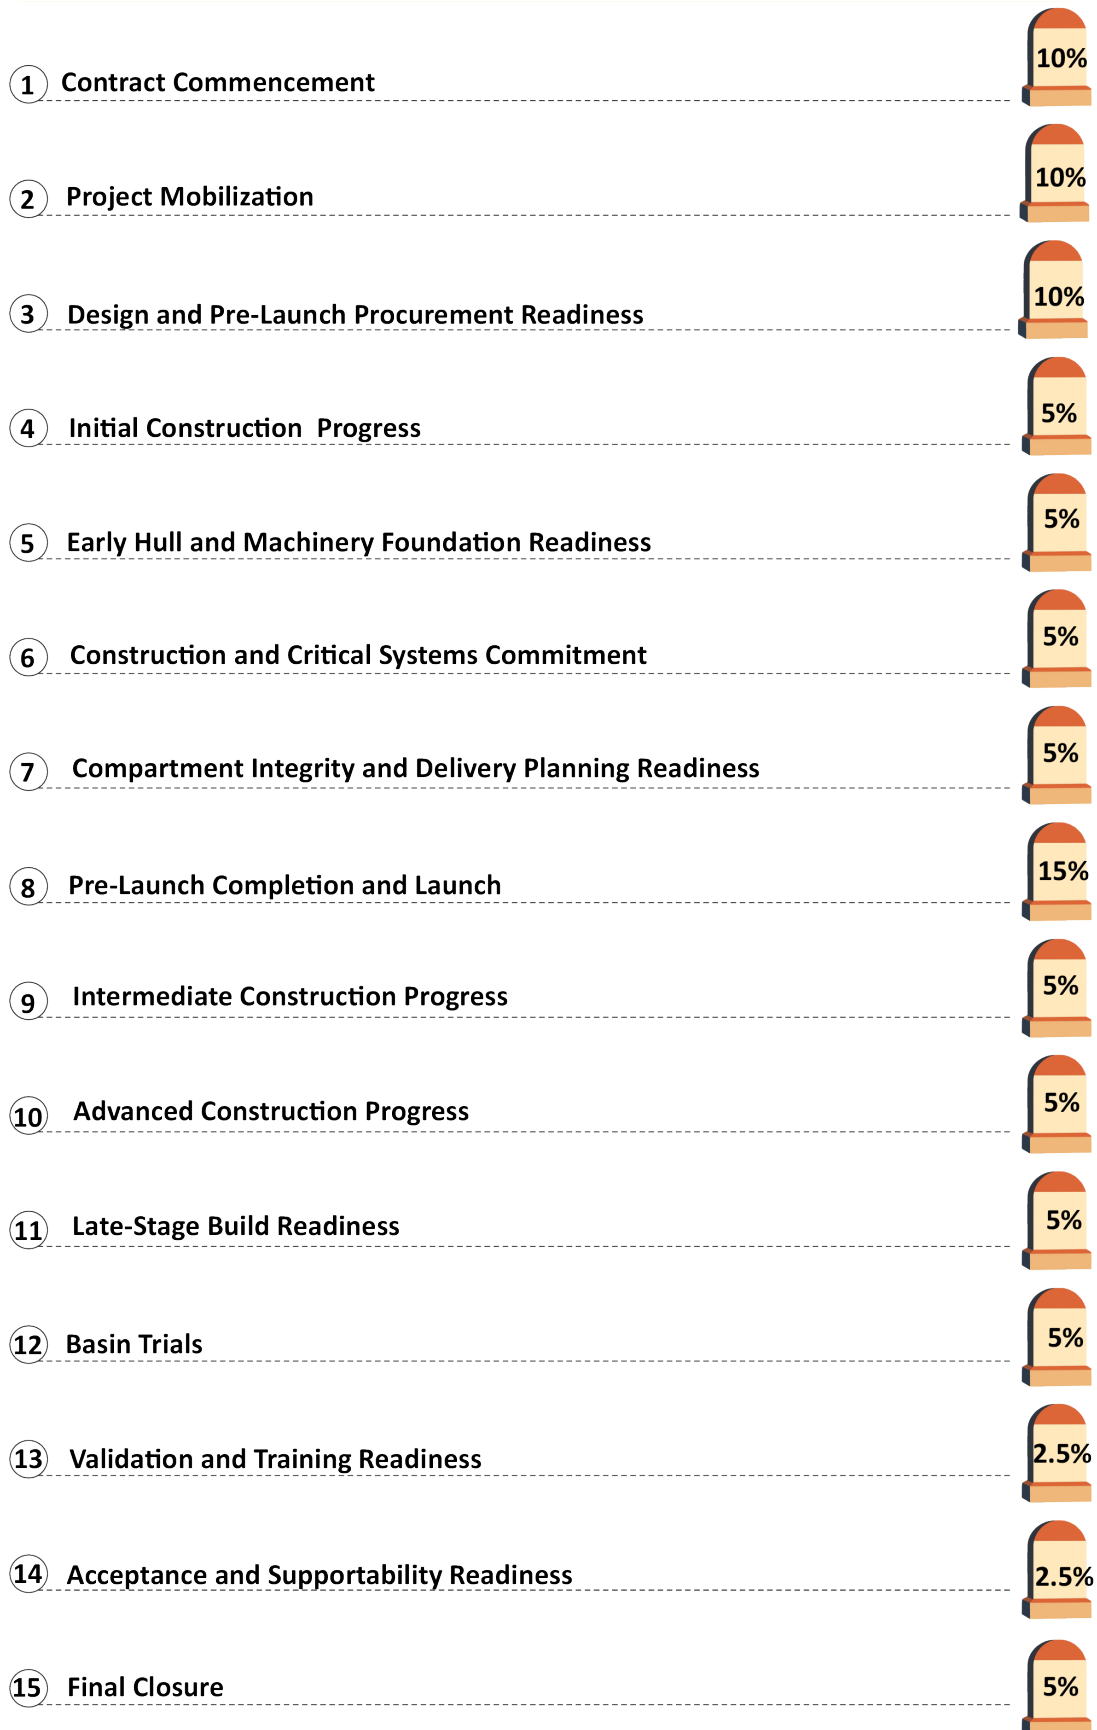 10%
1 Contract Commencement
10%
2 Project Mobilization
10%
3 Design and Pre-Launch Procurement Readiness
5%
4 Initial Construction  Progress
5%
5 Early Hull and Machinery Foundation Readiness
5%
6 Construction and Critical Systems Commitment
5%
7 Compartment Integrity and Delivery Planning Readiness
15%
8 Pre-Launch Completion and Launch
5%
9 Intermediate Construction Progress
5%
10 Advanced Construction Progress
5%
11 Late-Stage Build Readiness
5%
12 Basin Trials
2.5%
13 Validation and Training Readiness
2.5%
14 Acceptance and Supportability Readiness
5%
15 Final Closure